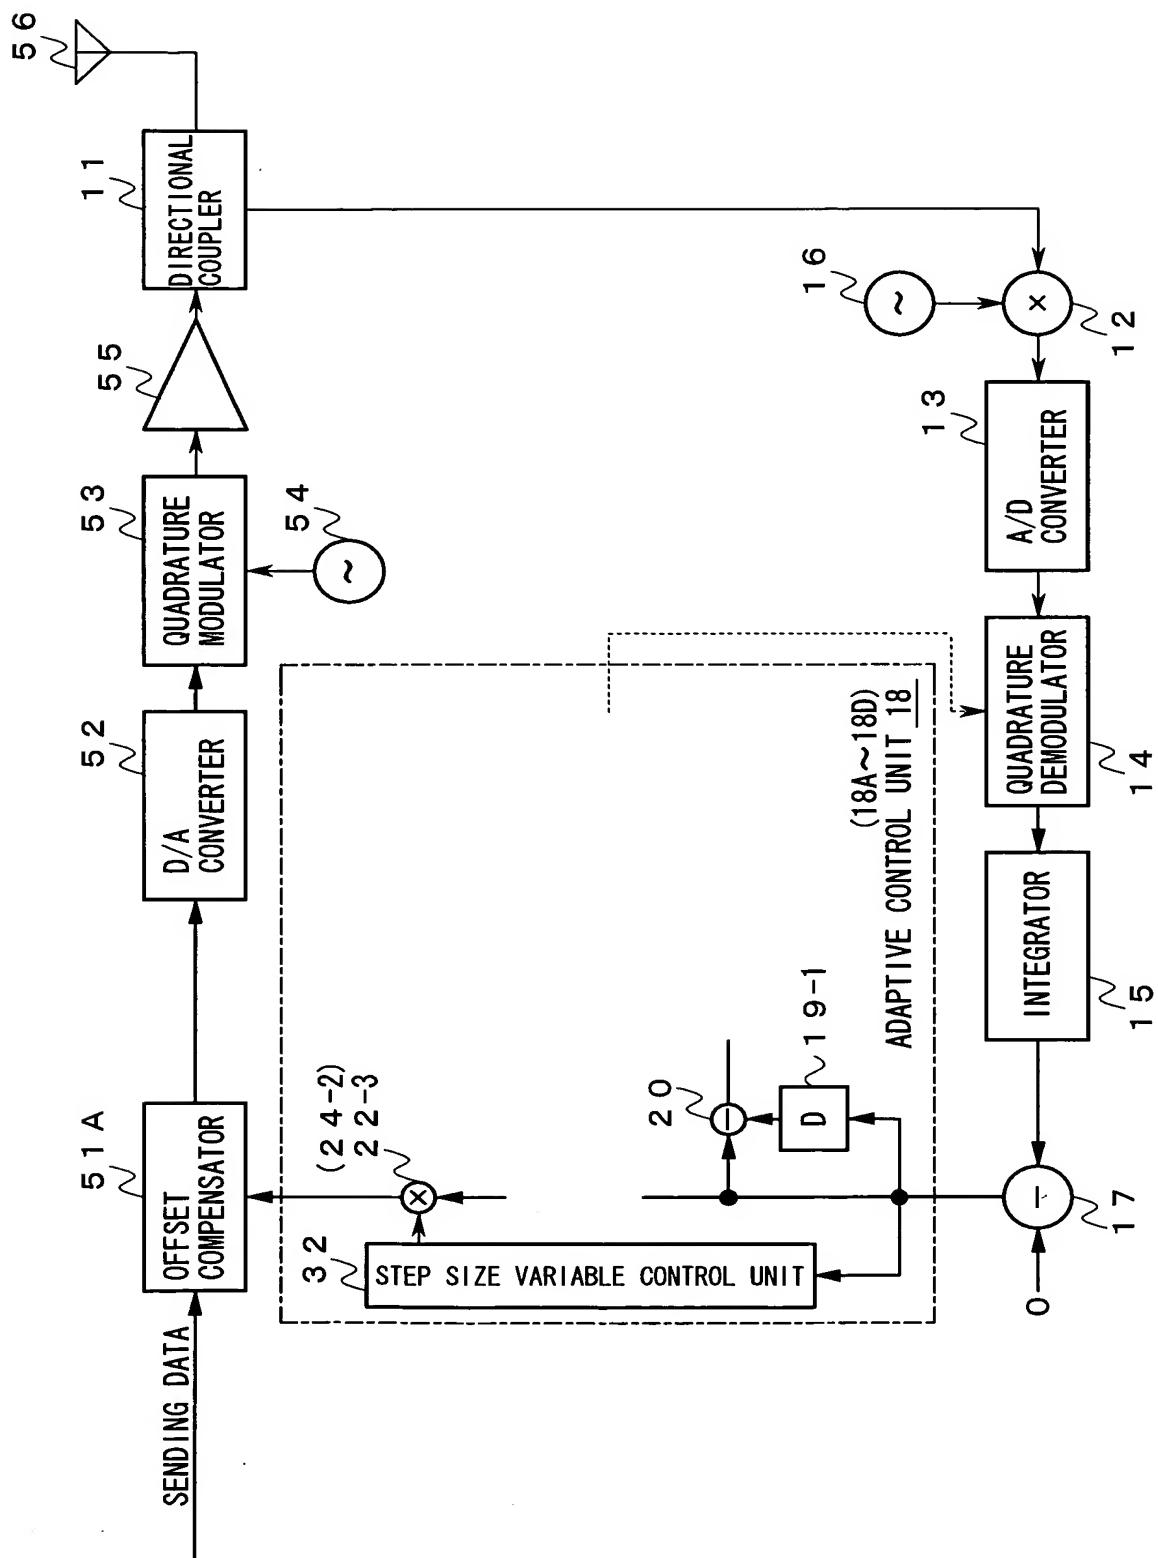 56
11
DIRECTIONAL
COUPLER
55
53
QUADRATURE
MODULATOR
54
~
52
D/A
CONVERTER
51A
OFFSET
COMPENSATOR
SENDING DATA
16
~
×
12
13
A/D
CONVERTER
QUADRATURE
DEMODULATOR
14
INTEGRATOR
15
−
17
0
(18A~18D)
ADAPTIVE CONTROL UNIT 18
20
−
D
19-1
(24-2)
22-3
×
32
STEP SIZE VARIABLE CONTROL UNIT